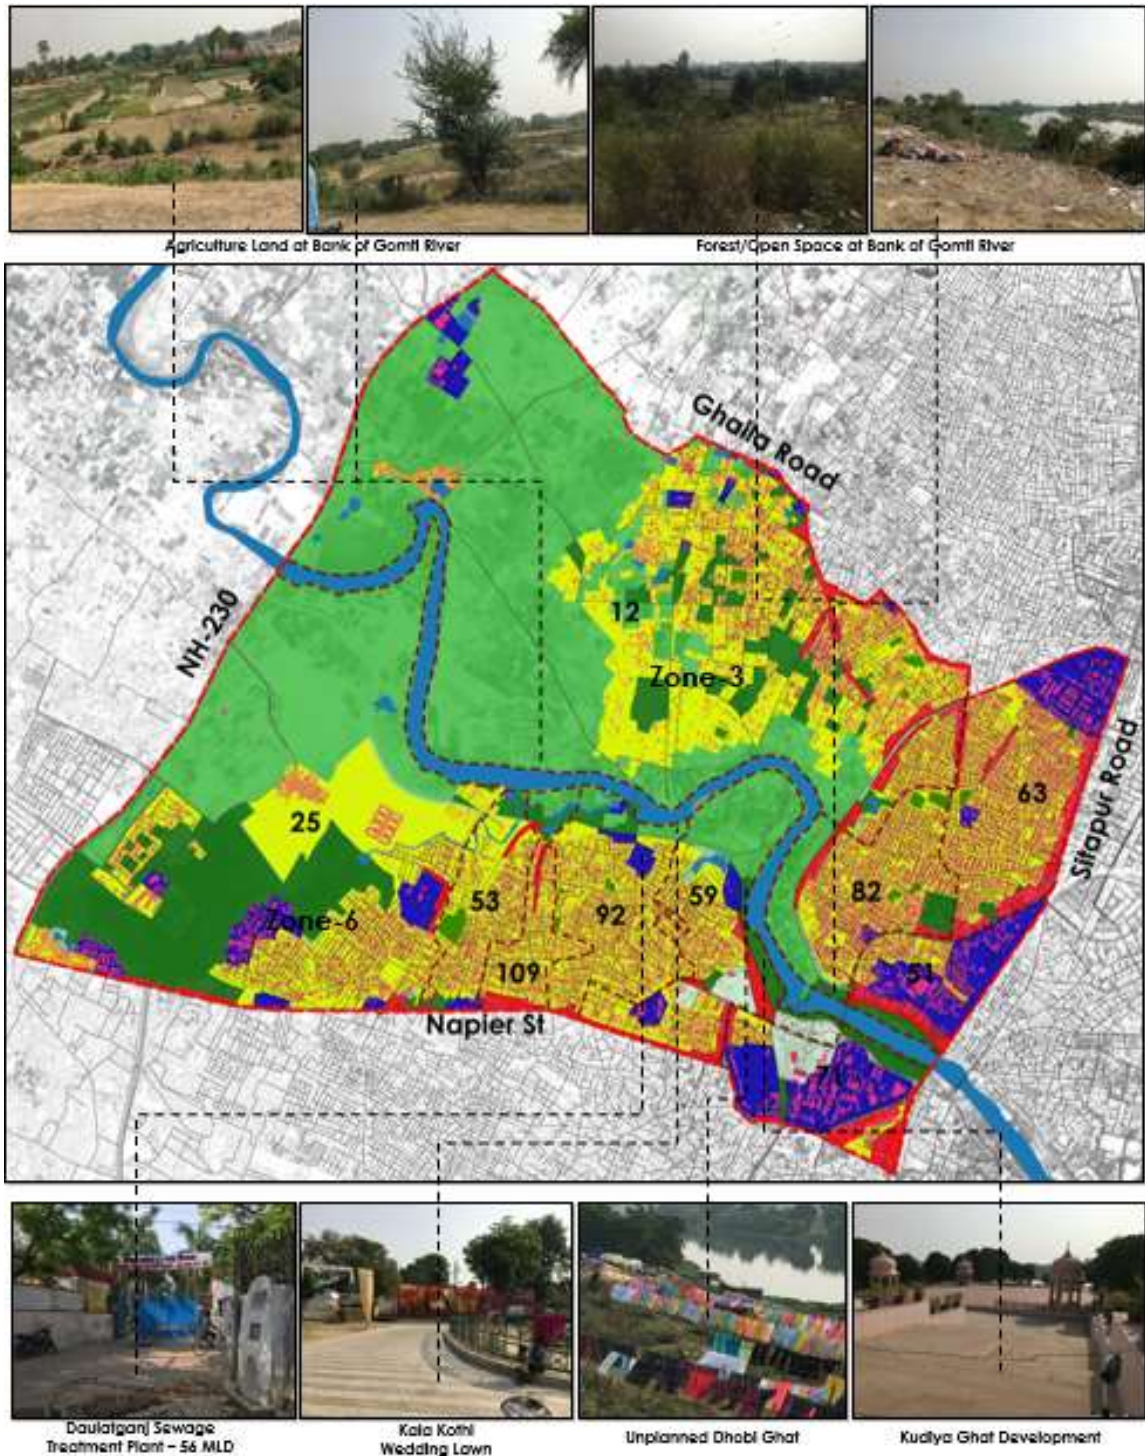 Agriculture Land at Bank of Gomti River
Forest/Open Space at Bank of Gomti River
Ghaila Road
NH-230
12
Zone-3
Sitapur Road
63
25
82
53
59
92
Zone-6
51
109
Napier St
71
Daulatganj Sewage
Treatment Plant – 56 MLD
Kala Kothi
Wedding Lawn
Unplanned Dhobi Ghat
Kudiya Ghat Development